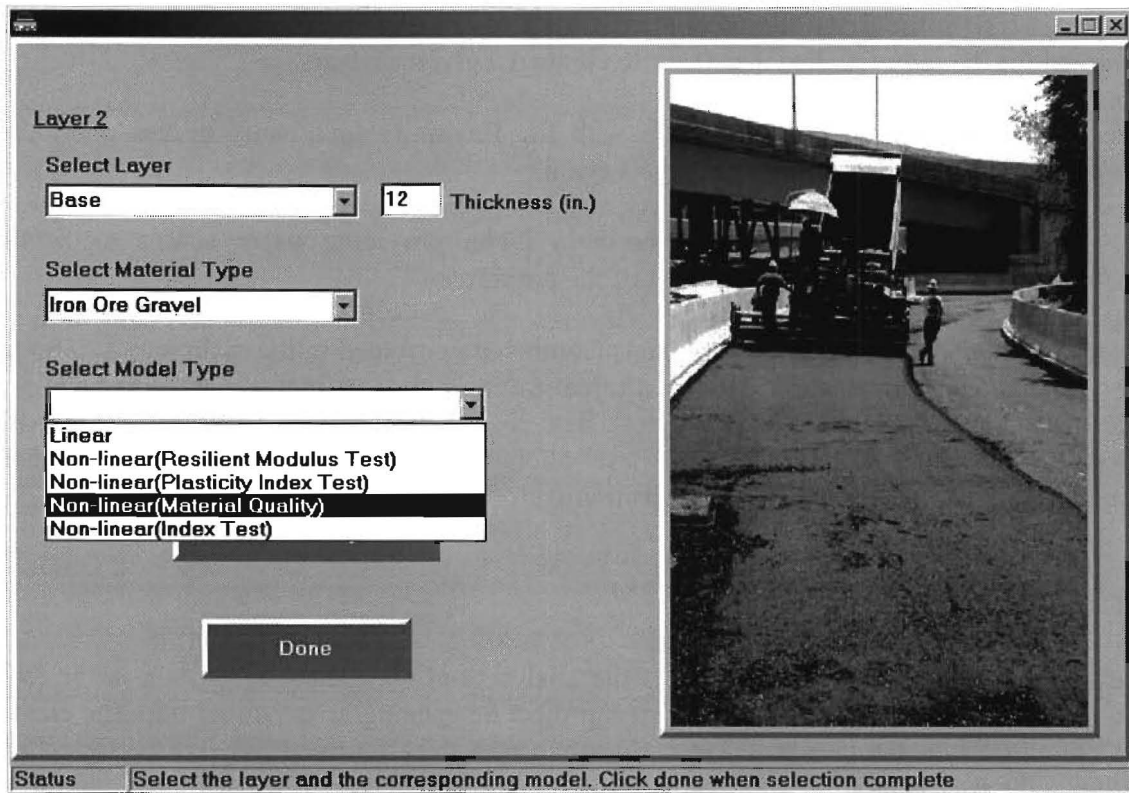 Layer 2
Select Layer
Base
12 Thickness (in.)
Select Material Type
Iron Ore Gravel
Select Model Type
Linear
Non-linear(Resilient Modulus Test)
Non-linear(Plasticity Index Test)
Non-linear(Material Quality)
Non-linear(Index Test)
Done
Status Select the layer and the corresponding model. Click done when selection complete